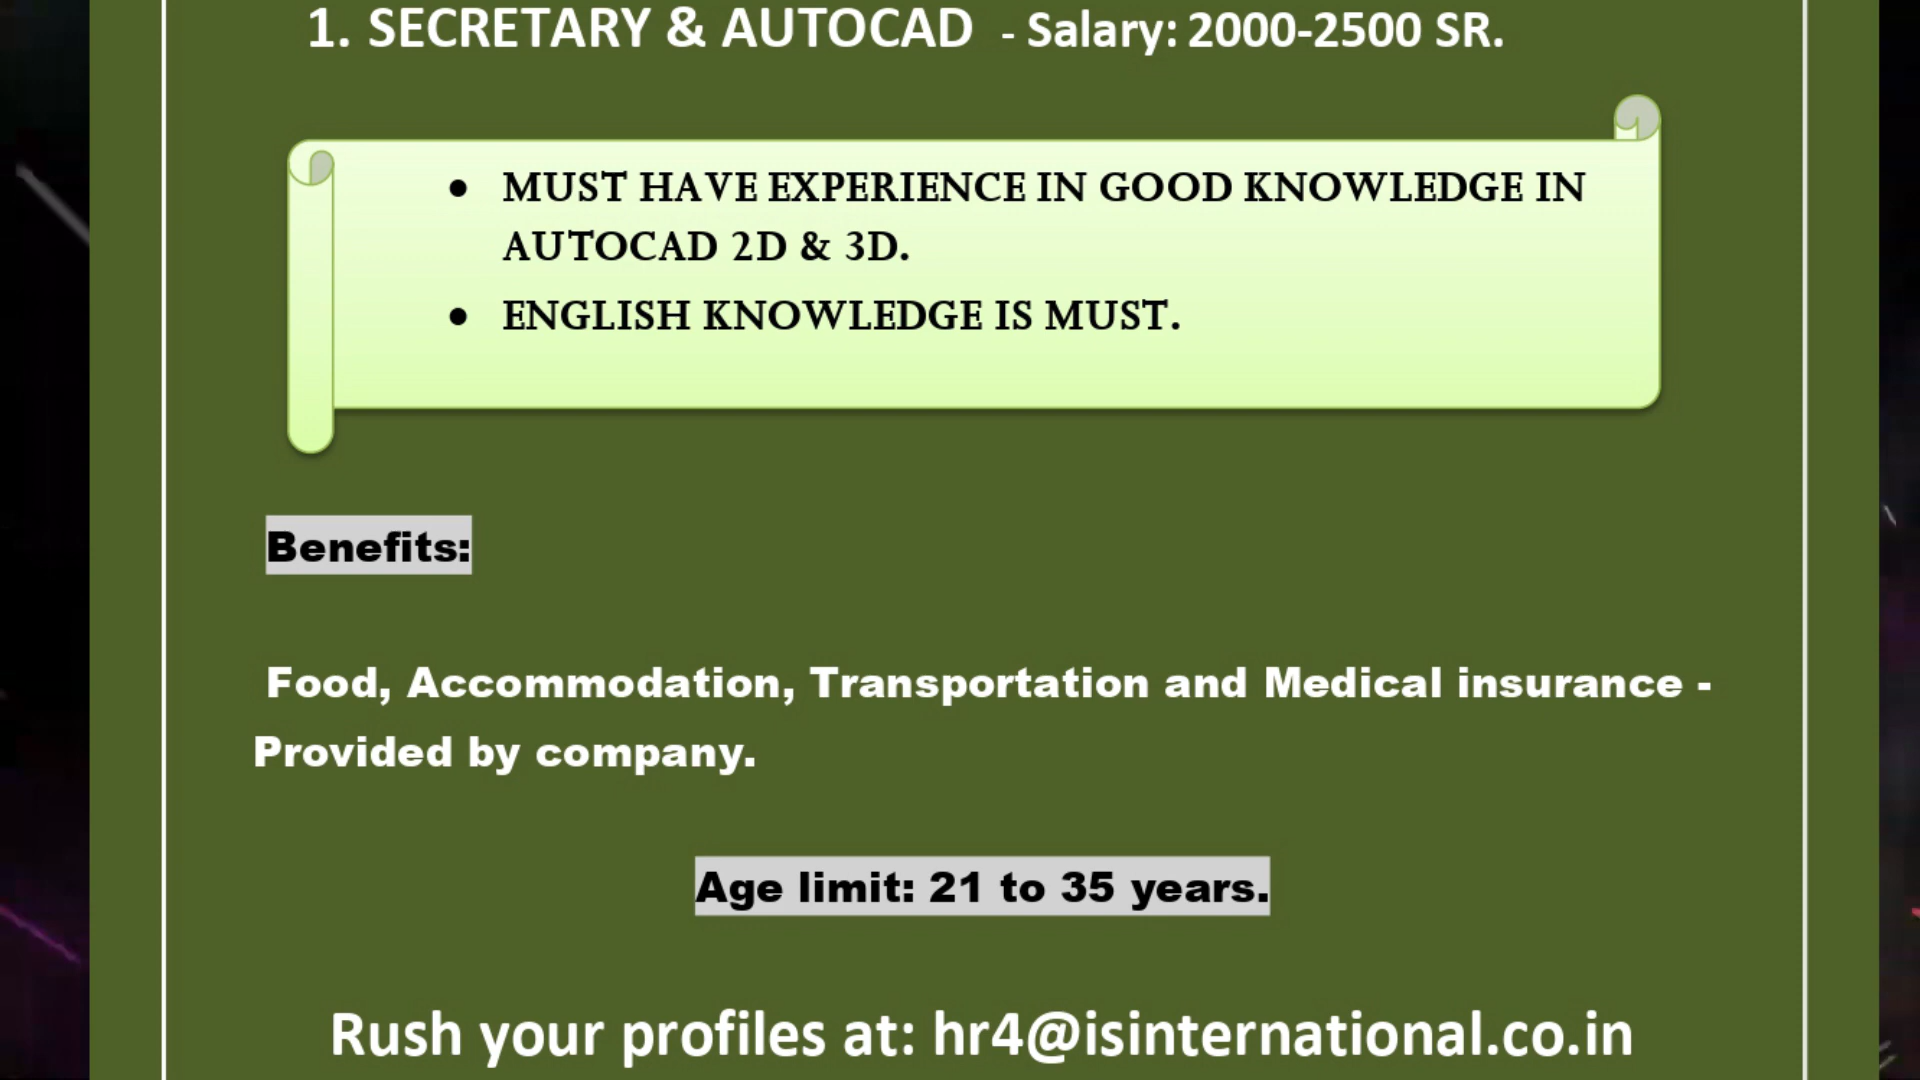 1. SECRETARY & AUTOCAD - Salary: 2000-2500 SR.
• MUST HAVE EXPERIENCE IN GOOD KNOWLEDGE IN
AUTOCAD 2D & 3D.
• ENGLISH KNOWLEDGE IS MUST.
Benefits:
Food, Accommodation, Transportation and Medical insurance -
Provided by company.
Age limit: 21 to 35 years.
Rush your profiles at: hr4@isinternational.co.in